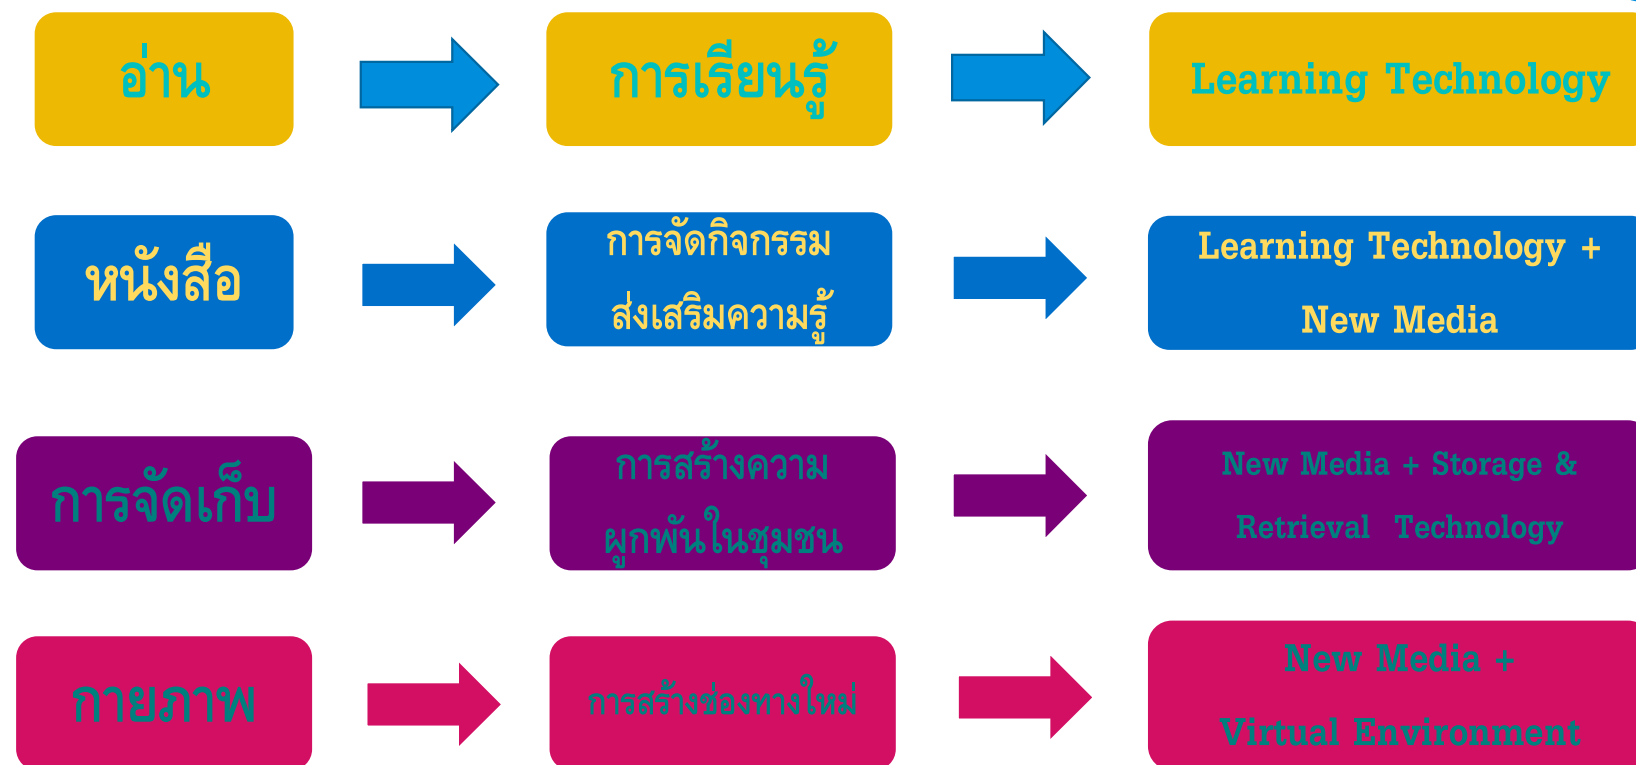 อ่าน
การเรียนรู้
Learning Technology
หนังสือ
การจัดกิจกรรม
ส่งเสริมความรู้
Learning Technology +
New Media
การจัดเก็บ
การสร้างความ
ผูกพันในชุมชน
New Media + Storage &
Retrieval Technology
กายภาพ
การสร้างช่องทางใหม่
New Media +
Virtual Environment